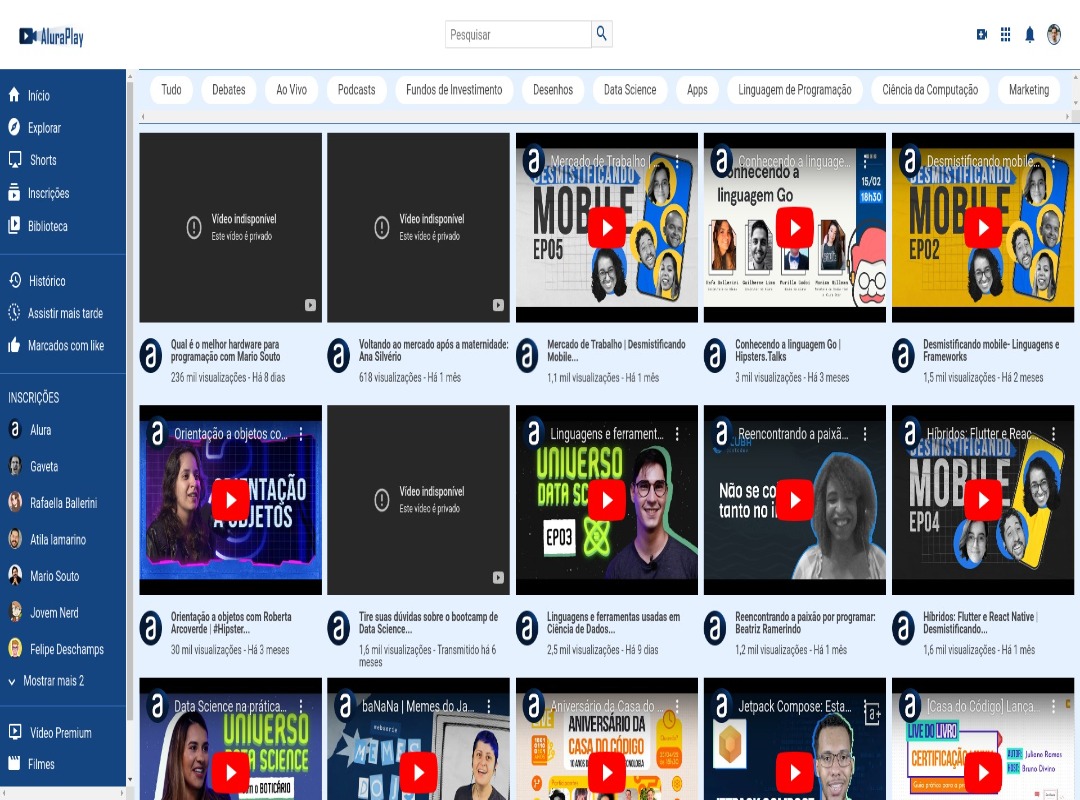 AluraPlay
Pesquisar
Início
Explorar
Shorts
Inscrições
Biblioteca
Histórico
Assistir mais tarde
Marcados com like
INSCRIÇÕES
Alura
Gaveta
Rafaella Ballerini
Atila Iamarino
Mario Souto
Jovem Nerd
Felipe Deschamps
Mostrar mais 2
Vídeo Premium
Filmes
Tudo
Debates
Ao Vivo
Podcasts
Fundos de Investimento
Desenhos
Data Science
Apps
Linguagem de Programação
Ciência da Computação
Marketing
Vídeo indisponível
Este vídeo é privado
Qual é o melhor hardware para
programação com Mario Souto
236 mil visualizações - Há 8 dias
Vídeo indisponível
Este vídeo é privado
Voltando ao mercado após a maternidade:
Ana Silvério
618 visualizações - Há 1 mês
a Mercado de Trabalho |...
DESMISTIFICANDO
MOBILE
EP05
a Mercado de Trabalho | Desmistificando
Mobile...
1,1 mil visualizações - Há 1 mês
a Conhecendo a linguage...
Conhecendo a
linguagem Go
15/02
18h30
a Conhecendo a linguagem Go |
Hipsters.Talks
3 mil visualizações - Há 3 meses
a Desmistificando mobile...
DESMISTIFICANDO
MOBILE
EP02
a Desmistificando mobile- Linguagens e
Frameworks
1,5 mil visualizações - Há 2 meses
a Orientação a objetos co...
ORIENTAÇÃO
A OBJETOS
a Orientação a objetos com Roberta
Arcoverde | #Hipster...
30 mil visualizações - Há 3 meses
Vídeo indisponível
Este vídeo é privado
a Tire suas dúvidas sobre o bootcamp de
Data Science...
1,6 mil visualizações - Transmitido há 6
meses
a Linguagens e ferrament...
UNIVERSO
DATA SC
EP03
a Linguagens e ferramentas usadas em
Ciência de Dados...
2,5 mil visualizações - Há 9 dias
a Reencontrando a paixã...
Não se co
tanto no i
a Reencontrando a paixão por programar:
Beatriz Ramerindo
1,2 mil visualizações - Há 1 mês
a Híbridos: Flutter e Reac...
DESMISTIFICANDO
MOBILE
EP04
a Híbridos: Flutter e React Native |
Desmistificando...
1,6 mil visualizações - Há 1 mês
a Data Science na prática...
UNIVERSO
DATA SCIENCE
om o BOTICÁRIO
a baNaNa | Memes do Ja...
MEMES
DO JS
a Aniversário da Casa do ...
ANIVERSÁRIO DA
CASA DO CÓDIGO
a Jetpack Compose: Esta...
JETPACK COMPOSE
a [Casa do Código] Lança...
LIVE DO LIVRO
AUTOR: Juliano Ramos
HOST: Bruno Divino